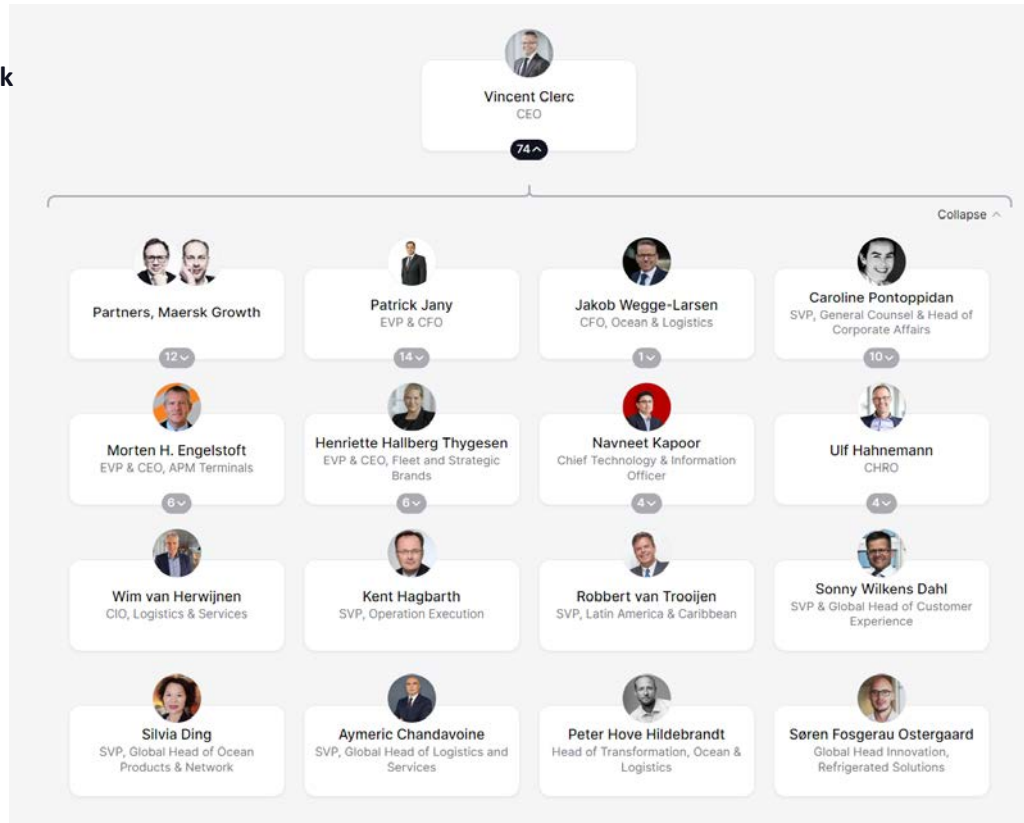 k
Vincent Clerc
CEO
74
Collapse
Partners, Maersk Growth
12
Patrick Jany
EVP & CFO
14
Jakob Wegge-Larsen
CFO, Ocean & Logistics
1
Caroline Pontoppidan
SVP, General Counsel & Head of
Corporate Affairs
10
Morten H. Engelstoft
EVP & CEO, APM Terminals
6
Henriette Hallberg Thygesen
EVP & CEO, Fleet and Strategic
Brands
6
Navneet Kapoor
Chief Technology & Information
Officer
4
Ulf Hahnemann
CHRO
4
Wim van Herwijnen
CIO, Logistics & Services
Kent Hagbarth
SVP, Operation Execution
Robbert van Trooijen
SVP, Latin America & Caribbean
Sonny Wilkens Dahl
SVP & Global Head of Customer
Experience
Silvia Ding
SVP, Global Head of Ocean
Products & Network
Aymeric Chandavoine
SVP, Global Head of Logistics and
Services
Peter Hove Hildebrandt
Head of Transformation, Ocean &
Logistics
Søren Fosgerau Ostergaard
Global Head Innovation,
Refrigerated Solutions